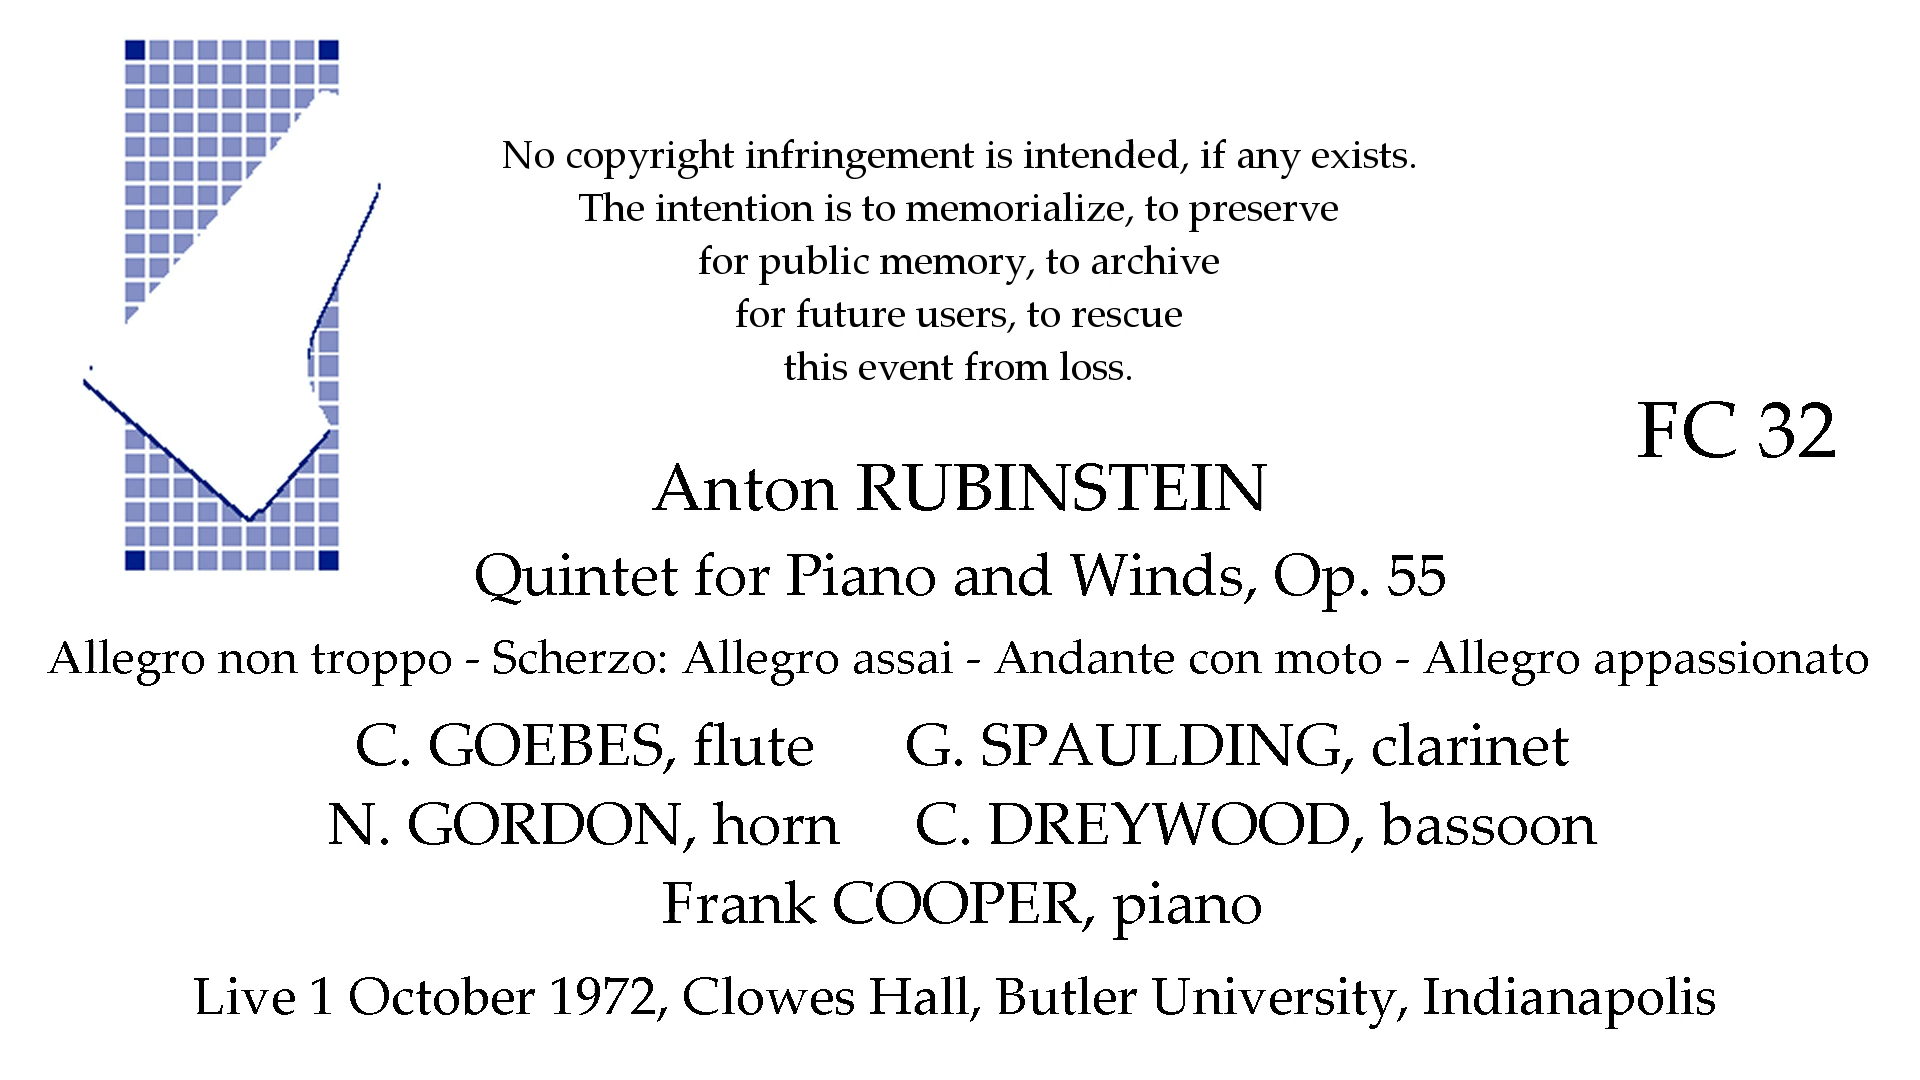 No copyright infringement is intended, if any exists.
The intention is to memorialize, to preserve
for public memory, to archive
for future users, to rescue
this event from loss.
FC 32
Anton RUBINSTEIN
Quintet for Piano and Winds, Op. 55
Allegro non troppo - Scherzo: Allegro assai - Andante con moto - Allegro appassionato
C. GOEBES, flute G. SPAULDING, clarinet
N. GORDON, horn C. DREYWOOD, bassoon
Frank COOPER, piano
Live 1 October 1972, Clowes Hall, Butler University, Indianapolis